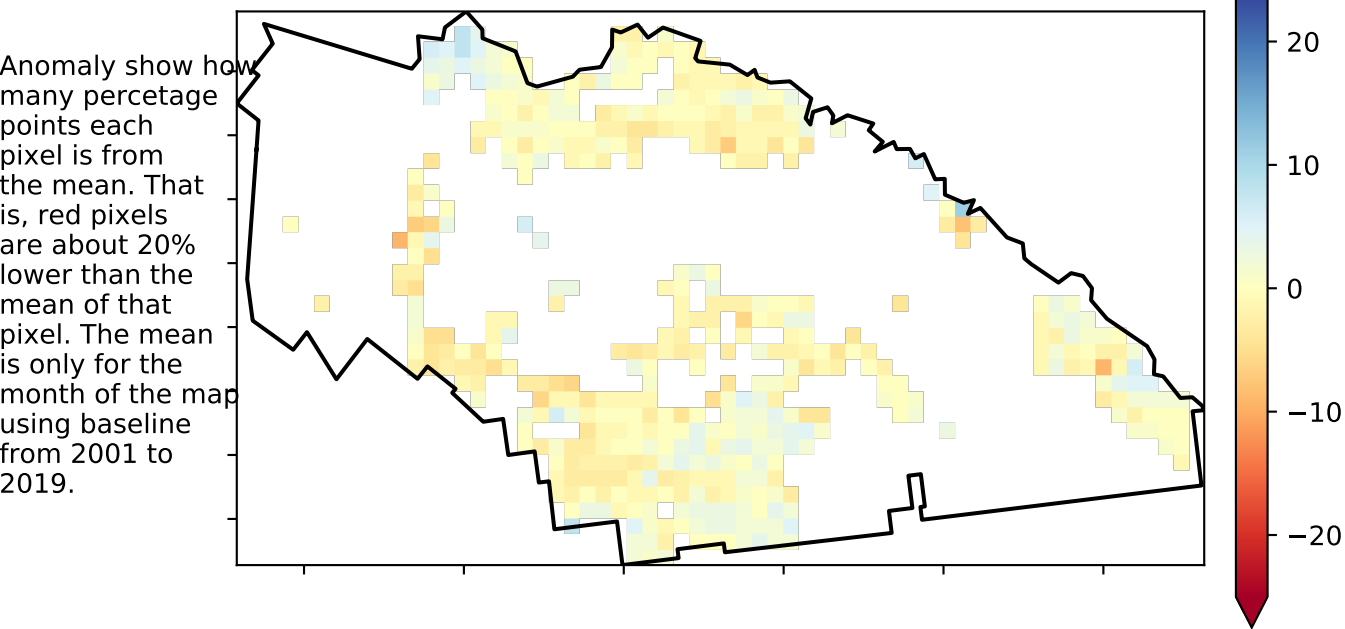 Anomaly show how
many percetage
points each
pixel is from
the mean. That
is, red pixels
are about 20%
lower than the
mean of that
pixel. The mean
is only for the
month of the map
using baseline
from 2001 to
2019.
20
10
0
−10
−20